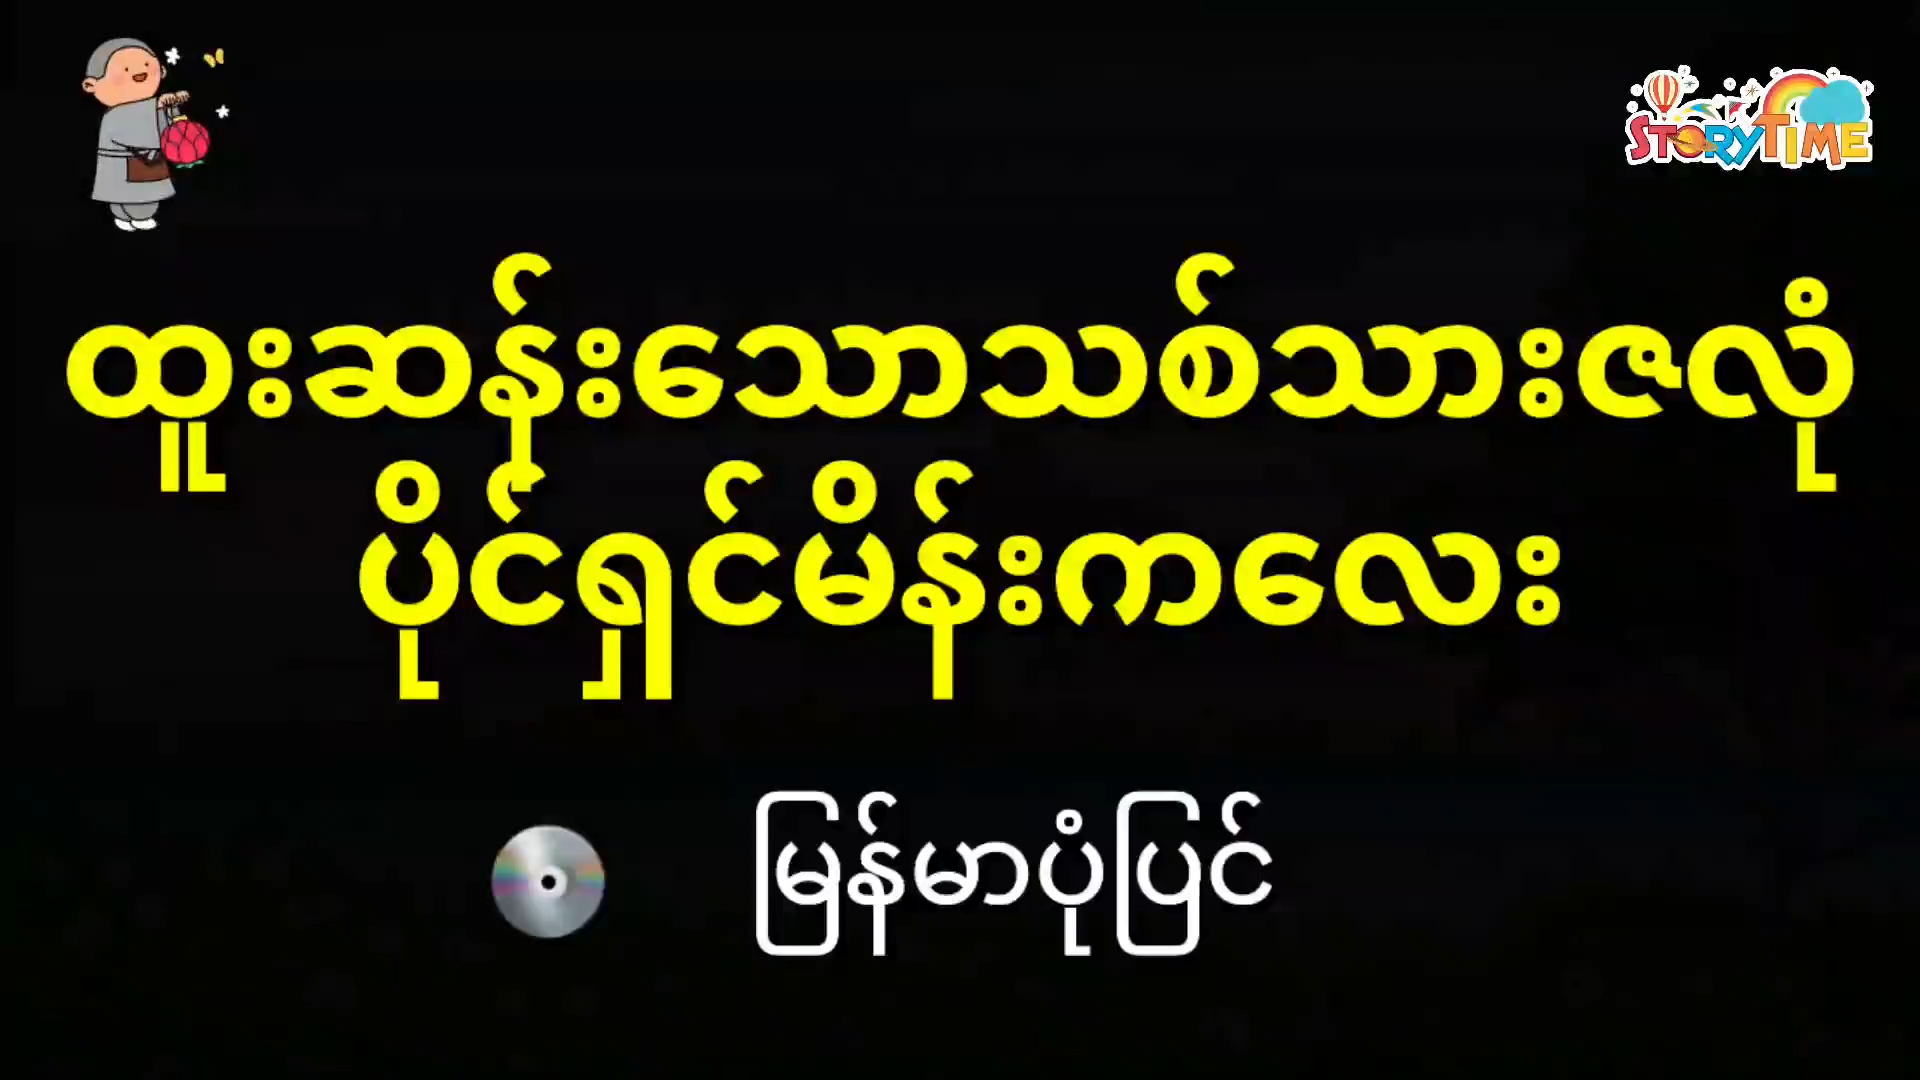 STORYTIME
ထူးဆန်းသောသစ်သားဇလုံ
ပိုင်ရှင်မိန်းကလေး
မြန်မာပုံပြင်